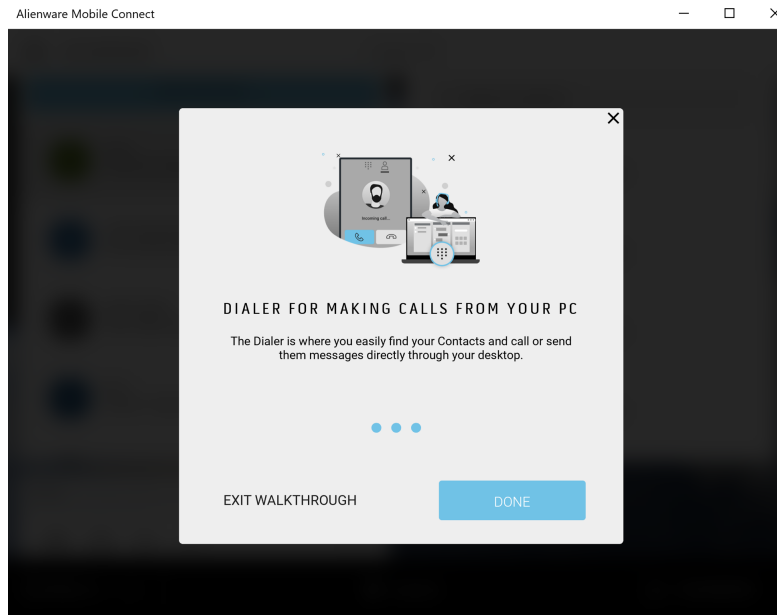 Alienware Mobile Connect
Incoming call...
DIALER FOR MAKING CALLS FROM YOUR PC
The Dialer is where you easily find your Contacts and call or send
them messages directly through your desktop.
EXIT WALKTHROUGH
DONE